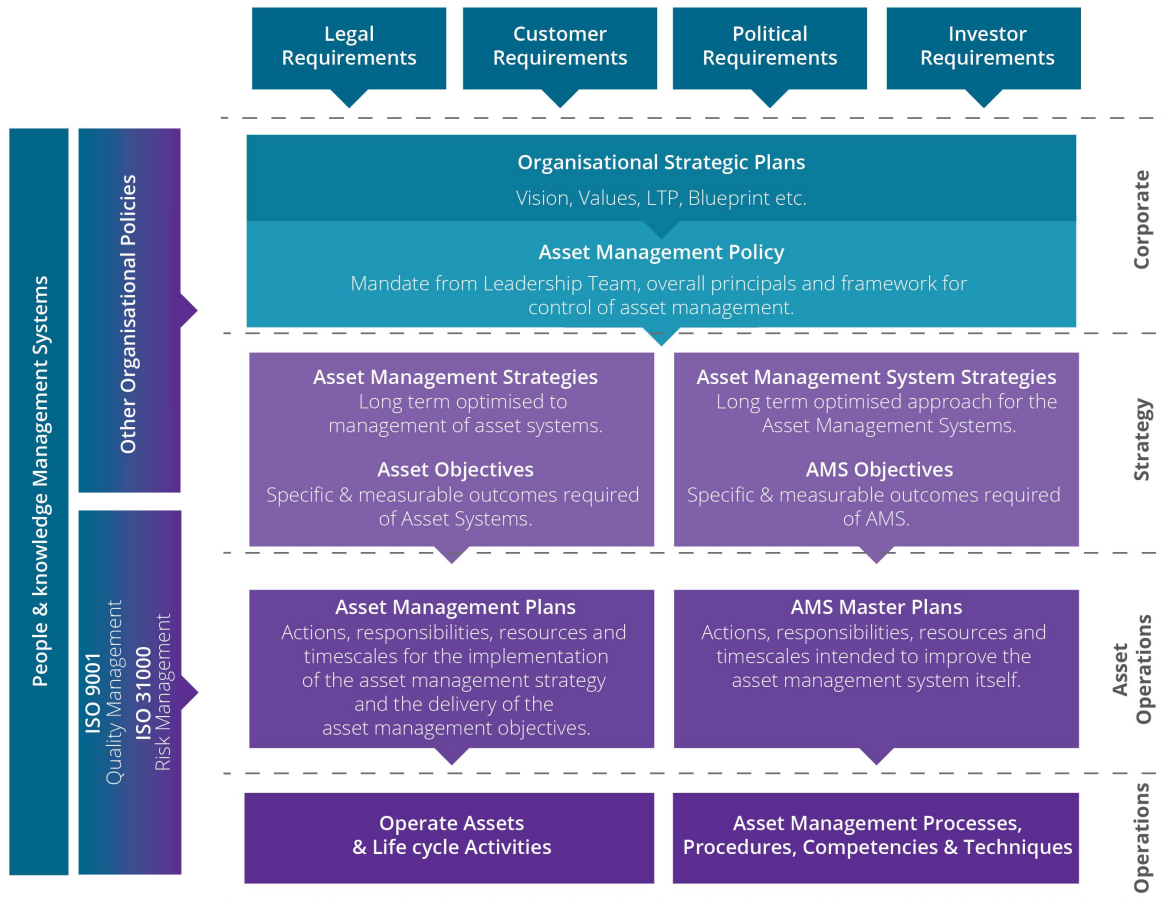 Legal
Requirements
Customer
Requirements
Political
Requirements
Investor
Requirements
People & knowledge Management Systems
Other Organisational Policies
ISO 9001
Quality Management
ISO 31000
Risk Management
Corporate
Organisational Strategic Plans
Vision, Values, LTP, Blueprint etc.
Asset Management Policy
Mandate from Leadership Team, overall principals and framework for
control of asset management.
Strategy
Asset Management Strategies
Long term optimised to
management of asset systems.
Asset Objectives
Specific & measurable outcomes required
of Asset Systems.
Asset Management System Strategies
Long term optimised approach for the
Asset Management Systems.
AMS Objectives
Specific & measurable outcomes required
of AMS.
Asset
Operations
Asset Management Plans
Actions, responsibilities, resources and
timescales for the implementation
of the asset management strategy
and the delivery of the
asset management objectives.
AMS Master Plans
Actions, responsibilities, resources and
timescales intended to improve the
asset management system itself.
Operations
Operate Assets
& Life cycle Activities
Asset Management Processes,
Procedures, Competencies & Techniques